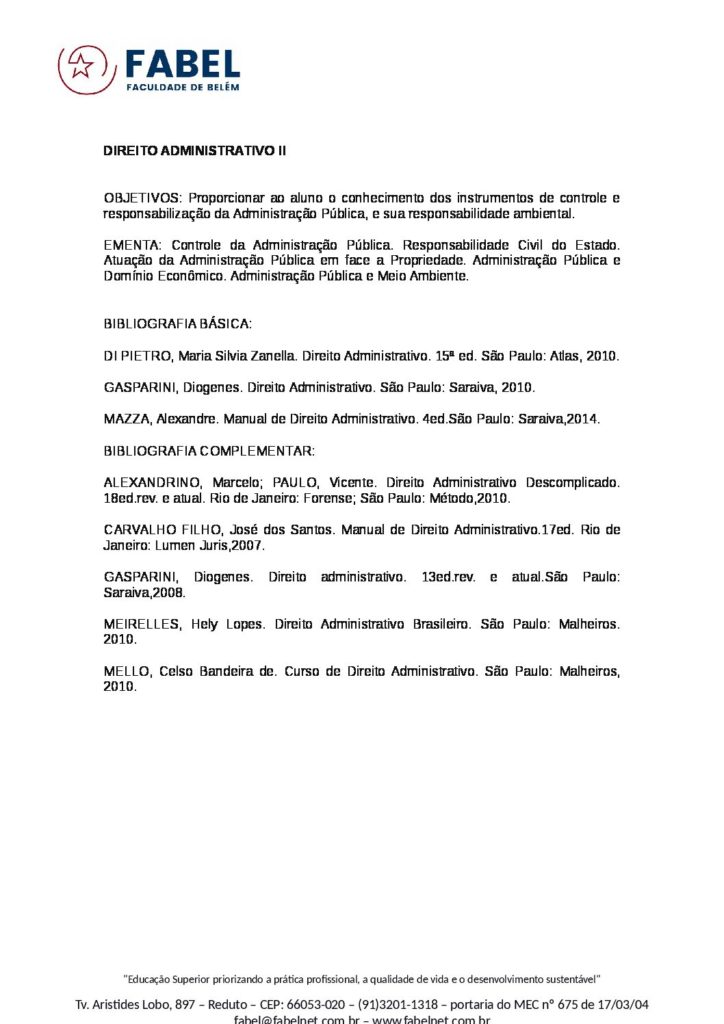 FABEL
FACULDADE DE BELÉM
DIREITO ADMINISTRATIVO II
OBJETIVOS: Proporcionar ao aluno o conhecimento dos instrumentos de controle e
responsabilização da Administração Pública, e sua responsabilidade ambiental.
EMENTA: Controle da Administração Pública. Responsabilidade Civil do Estado.
Atuação da Administração Pública em face a Propriedade. Administração Pública e
Domínio Econômico. Administração Pública e Meio Ambiente.
BIBLIOGRAFIA BÁSICA:
DI PIETRO, Maria Silvia Zanella. Direito Administrativo. 15ª ed. São Paulo: Atlas, 2010.
GASPARINI, Diogenes. Direito Administrativo. São Paulo: Saraiva, 2010.
MAZZA, Alexandre. Manual de Direito Administrativo. 4ed.São Paulo: Saraiva,2014.
BIBLIOGRAFIA COMPLEMENTAR:
ALEXANDRINO, Marcelo; PAULO, Vicente. Direito Administrativo Descomplicado.
18ed.rev. e atual. Rio de Janeiro: Forense; São Paulo: Método,2010.
CARVALHO FILHO, José dos Santos. Manual de Direito Administrativo.17ed. Rio de
Janeiro: Lumen Juris,2007.
GASPARINI, Diogenes. Direito administrativo. 13ed.rev. e atual.São Paulo:
Saraiva,2008.
MEIRELLES, Hely Lopes. Direito Administrativo Brasileiro. São Paulo: Malheiros.
2010.
MELLO, Celso Bandeira de. Curso de Direito Administrativo. São Paulo: Malheiros,
2010.
"Educação Superior priorizando a prática profissional, a qualidade de vida e o desenvolvimento sustentável"
Tv. Aristides Lobo, 897 – Reduto – CEP: 66053-020 – (91)3201-1318 – portaria do MEC nº 675 de 17/03/04
fabel@fabelnet.com.br – www.fabelnet.com.br